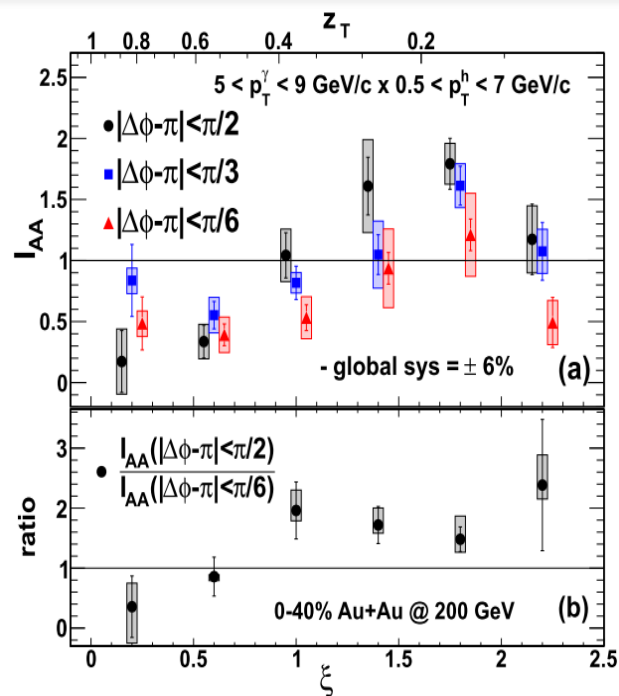 z_T
1 0.8 0.6 0.4 0.2
5 < p_T^γ < 9 GeV/c x 0.5 < p_T^h < 7 GeV/c
|Δϕ-π|<π/2
|Δϕ-π|<π/3
|Δϕ-π|<π/6
I_AA
2.5
2
1.5
1
0.5
0
- global sys = ± 6%
(a)
I_AA(|Δϕ-π|<π/2)
I_AA(|Δϕ-π|<π/6)
ratio
3
2
1
0
0-40% Au+Au @ 200 GeV
(b)
0 0.5 1 1.5 2 2.5
ξ